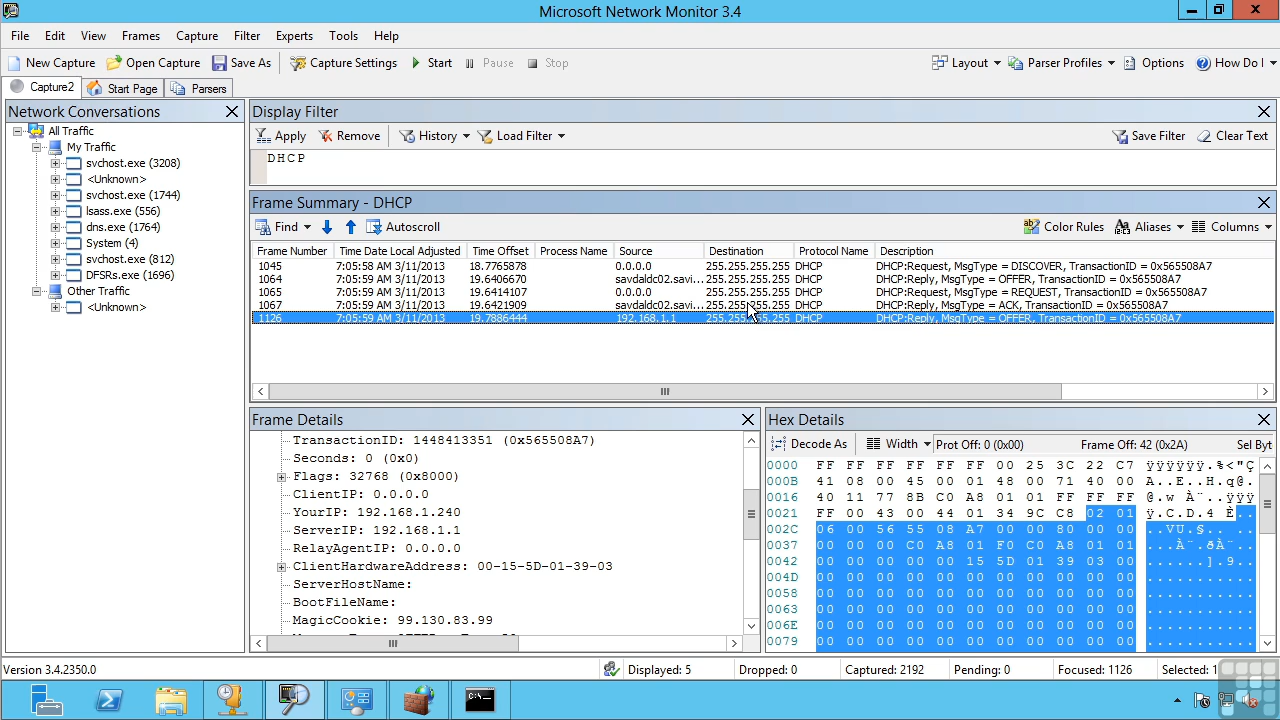 Microsoft Network Monitor 3.4
File Edit View Frames Capture Filter Experts Tools Help
New Capture Open Capture Save As Capture Settings Start Pause Stop Layout Parser Profiles Options How Do I
Capture2 Start Page Parsers
Network Conversations
All Traffic
My Traffic
svchost.exe (3208)
<Unknown>
svchost.exe (1744)
lsass.exe (556)
dns.exe (1764)
System (4)
svchost.exe (812)
DFSRs.exe (1696)
Other Traffic
<Unknown>
Display Filter
Apply Remove History Load Filter Save Filter Clear Text
DHCP
Frame Summary - DHCP
Find Autoscroll Color Rules Aliases Columns
Frame Number Time Date Local Adjusted Time Offset Process Name Source Destination Protocol Name Description
1045 7:05:58 AM 3/11/2013 18.7765878 0.0.0.0 255.255.255.255 DHCP DHCP:Request, MsgType = DISCOVER, TransactionID = 0x565508A7
1064 7:05:59 AM 3/11/2013 19.6406670 savdaldc02.savi... 255.255.255.255 DHCP DHCP:Reply, MsgType = OFFER, TransactionID = 0x565508A7
1065 7:05:59 AM 3/11/2013 19.6414107 0.0.0.0 255.255.255.255 DHCP DHCP:Request, MsgType = REQUEST, TransactionID = 0x565508A7
1067 7:05:59 AM 3/11/2013 19.6421909 savdaldc02.savi... 255.255.255.255 DHCP DHCP:Reply, MsgType = ACK, TransactionID = 0x565508A7
1126 7:05:59 AM 3/11/2013 19.7886444 192.168.1.1 255.255.255.255 DHCP DHCP:Reply, MsgType = OFFER, TransactionID = 0x565508A7
Frame Details
TransactionID: 1448413351 (0x565508A7)
Seconds: 0 (0x0)
Flags: 32768 (0x8000)
ClientIP: 0.0.0.0
YourIP: 192.168.1.240
ServerIP: 192.168.1.1
RelayAgentIP: 0.0.0.0
ClientHardwareAddress: 00-15-5D-01-39-03
ServerHostName:
BootFileName:
MagicCookie: 99.130.83.99
Hex Details
Decode As Width Prot Off: 0 (0x00) Frame Off: 42 (0x2A) Sel Byt
0000 FF FF FF FF FF FF 00 25 3C 22 C7 ÿÿÿÿÿÿ.%<"Ç
000B 41 08 00 45 00 01 48 00 71 40 00 A..E..H.q@.
0016 40 11 77 8B C0 A8 01 01 FF FF FF @.w À¨..ÿÿÿ
0021 FF 00 43 00 44 01 34 9C C8 02 01 ÿ.C.D.4 È..
002C 06 00 56 55 08 A7 00 00 80 00 00 ..VU.§.. ..
0037 00 00 00 C0 A8 01 F0 C0 A8 01 01 ...À¨.ðÀ¨..
0042 00 00 00 00 00 15 5D 01 39 03 00 ......].9..
004D 00 00 00 00 00 00 00 00 00 00 00 ...........
0058 00 00 00 00 00 00 00 00 00 00 00 ...........
0063 00 00 00 00 00 00 00 00 00 00 00 ...........
006E 00 00 00 00 00 00 00 00 00 00 00 ...........
0079 00 00 00 00 00 00 00 00 00 00 00 ...........
Version 3.4.2350.0 Displayed: 5 Dropped: 0 Captured: 2192 Pending: 0 Focused: 1126 Selected: 1